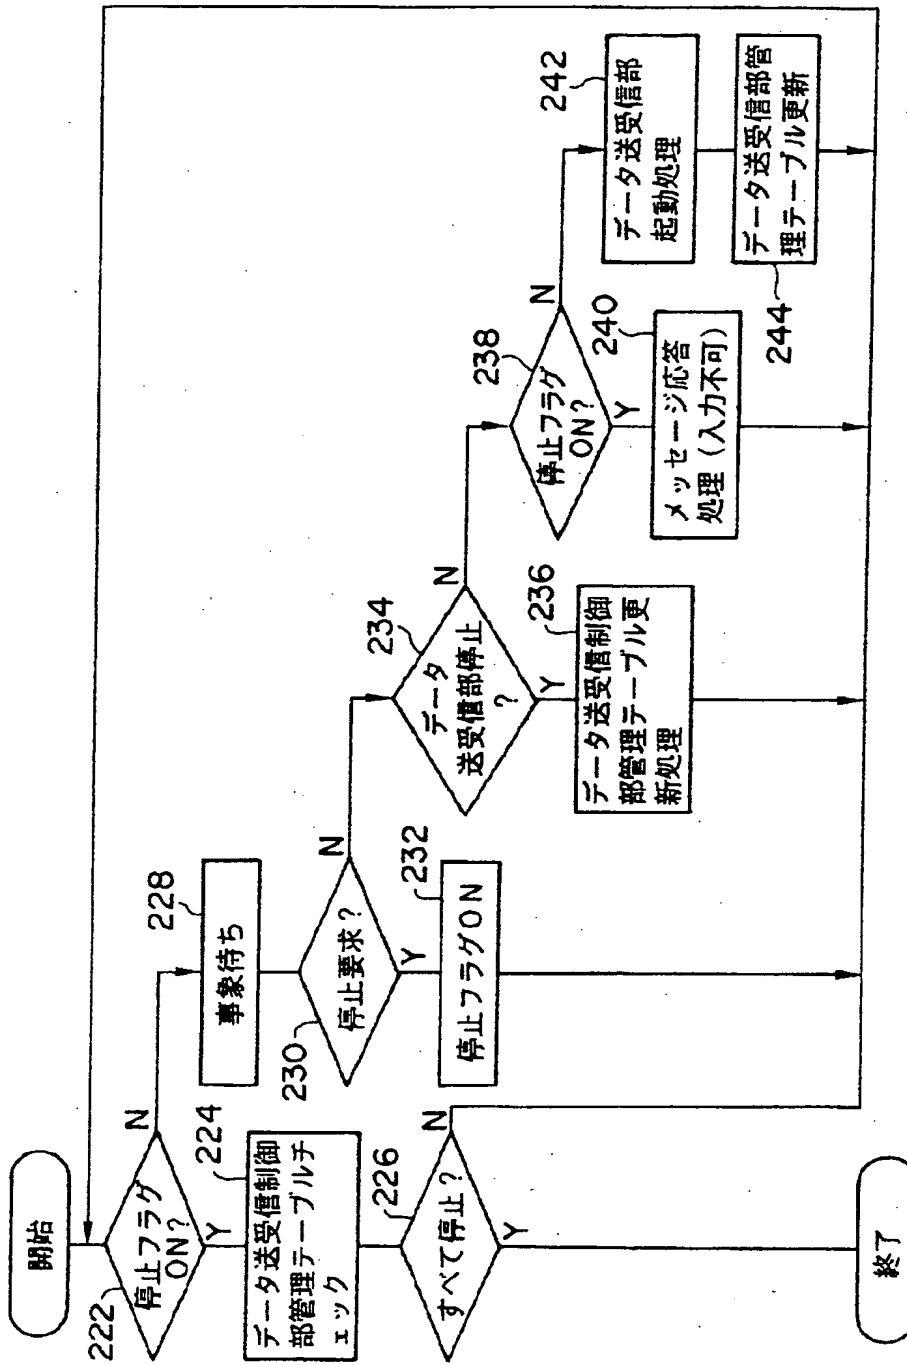 開始
222
停止フラグ
ON?
N
Y
224
データ送受信制御
部管理テーブルチ
ェック
226
すべて停止?
N
Y
終了
228
事象待ち
230
停止要求?
N
Y
232
停止フラグON
234
データ
送受信部停止
?
N
Y
236
データ送受信制御
部管理テーブル更
新処理
238
停止フラグ
ON?
N
Y
240
メッセージ応答
処理(入力不可)
242
データ送受信部
起動処理
244
データ送受信部管
理テーブル更新